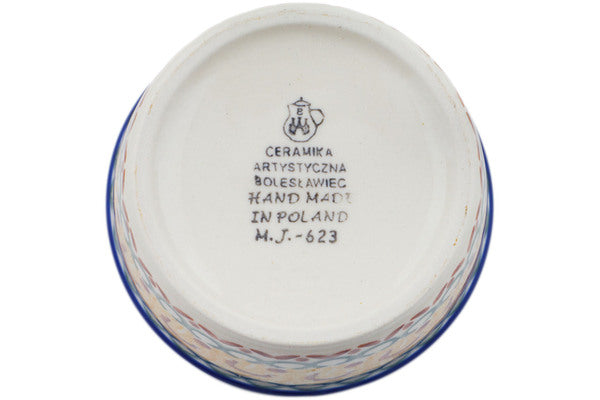 B
CERAMIKA
ARTYSTYCZNA
BOLESŁAWIEC
HAND MADE
IN POLAND
M.J.-623